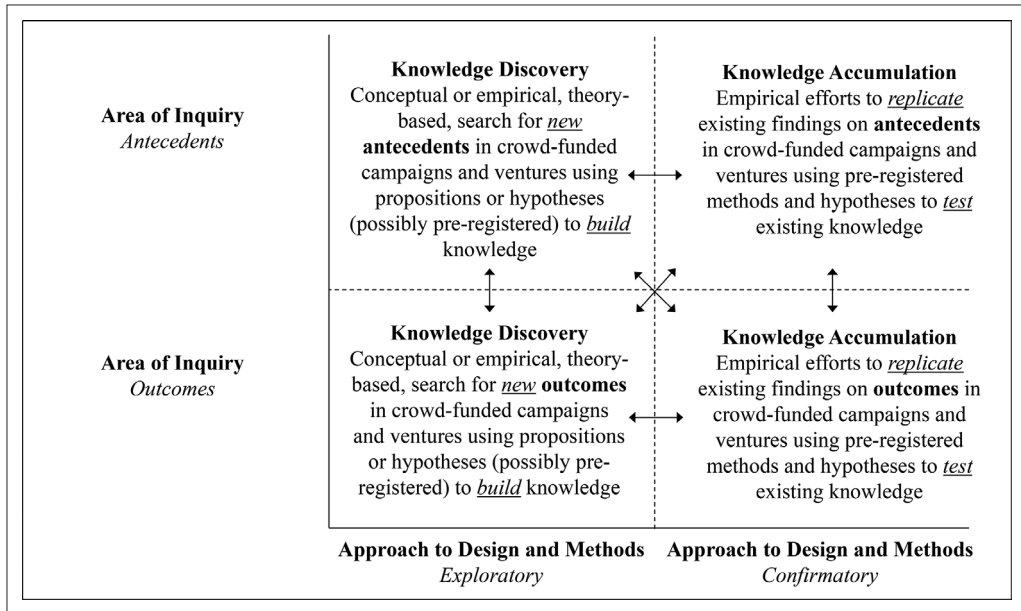 Area of Inquiry
Antecedents
Knowledge Discovery
Conceptual or empirical, theory-
based, search for new
antecedents in crowd-funded
campaigns and ventures using
propositions or hypotheses
(possibly pre-registered) to build
knowledge
Knowledge Accumulation
Empirical efforts to replicate
existing findings on antecedents
in crowd-funded campaigns and
ventures using pre-registered
methods and hypotheses to test
existing knowledge
Area of Inquiry
Outcomes
Knowledge Discovery
Conceptual or empirical, theory-
based, search for new outcomes
in crowd-funded campaigns
and ventures using propositions
or hypotheses (possibly pre-
registered) to build knowledge
Knowledge Accumulation
Empirical efforts to replicate
existing findings on outcomes in
crowd-funded campaigns and
ventures using pre-registered
methods and hypotheses to test
existing knowledge
Approach to Design and Methods
Exploratory
Approach to Design and Methods
Confirmatory